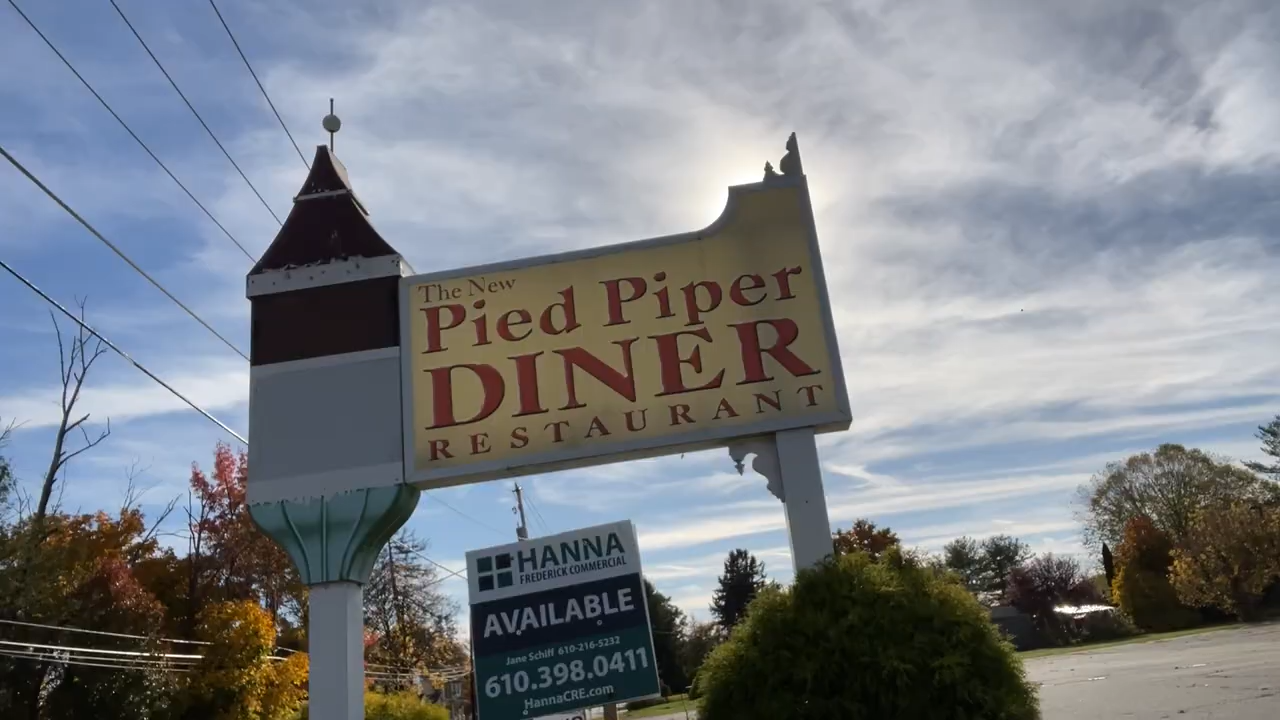 The New
Pied Piper
DINER
RESTAURANT
HANNA
FREDERICK COMMERCIAL
AVAILABLE
Jane Schiff 610-216-5232
610.398.0411
HannaCRE.com